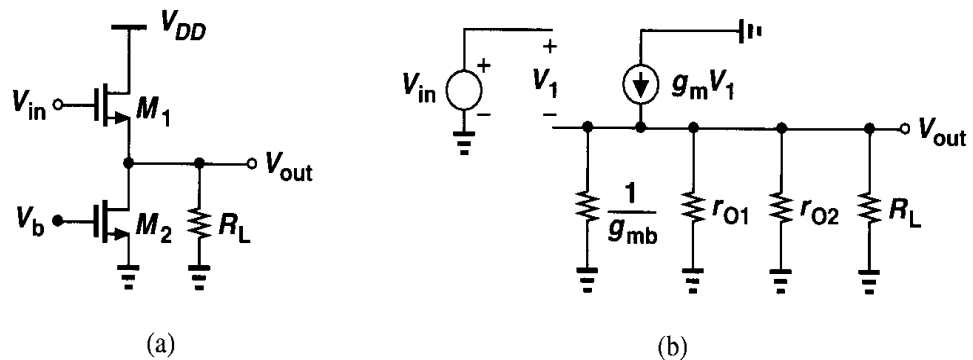 V_DD
V_in
M_1
V_out
V_b
M_2
R_L
(a)
V_in
+
−
+
V_1
−
g_m V_1
V_out
1/g_mb
r_O1
r_O2
R_L
(b)